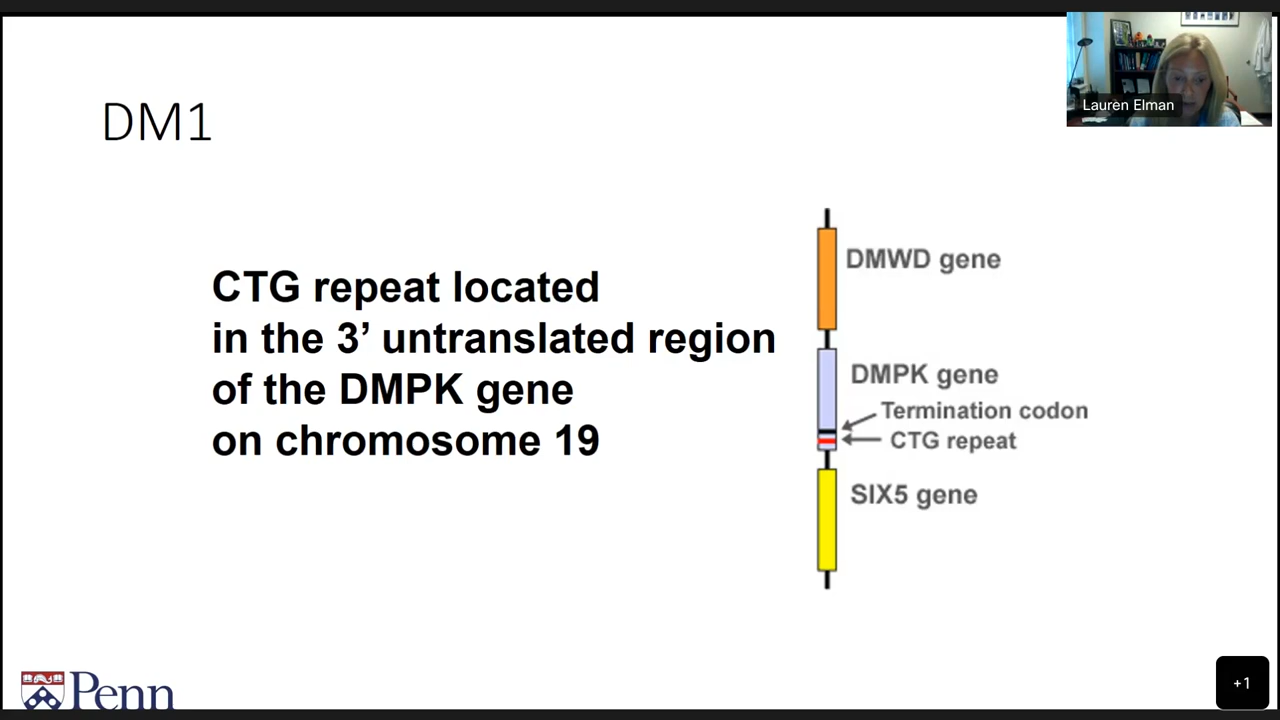 Lauren Elman
DM1
CTG repeat located
in the 3’ untranslated region
of the DMPK gene
on chromosome 19
DMWD gene
DMPK gene
Termination codon
CTG repeat
SIX5 gene
Penn
+1